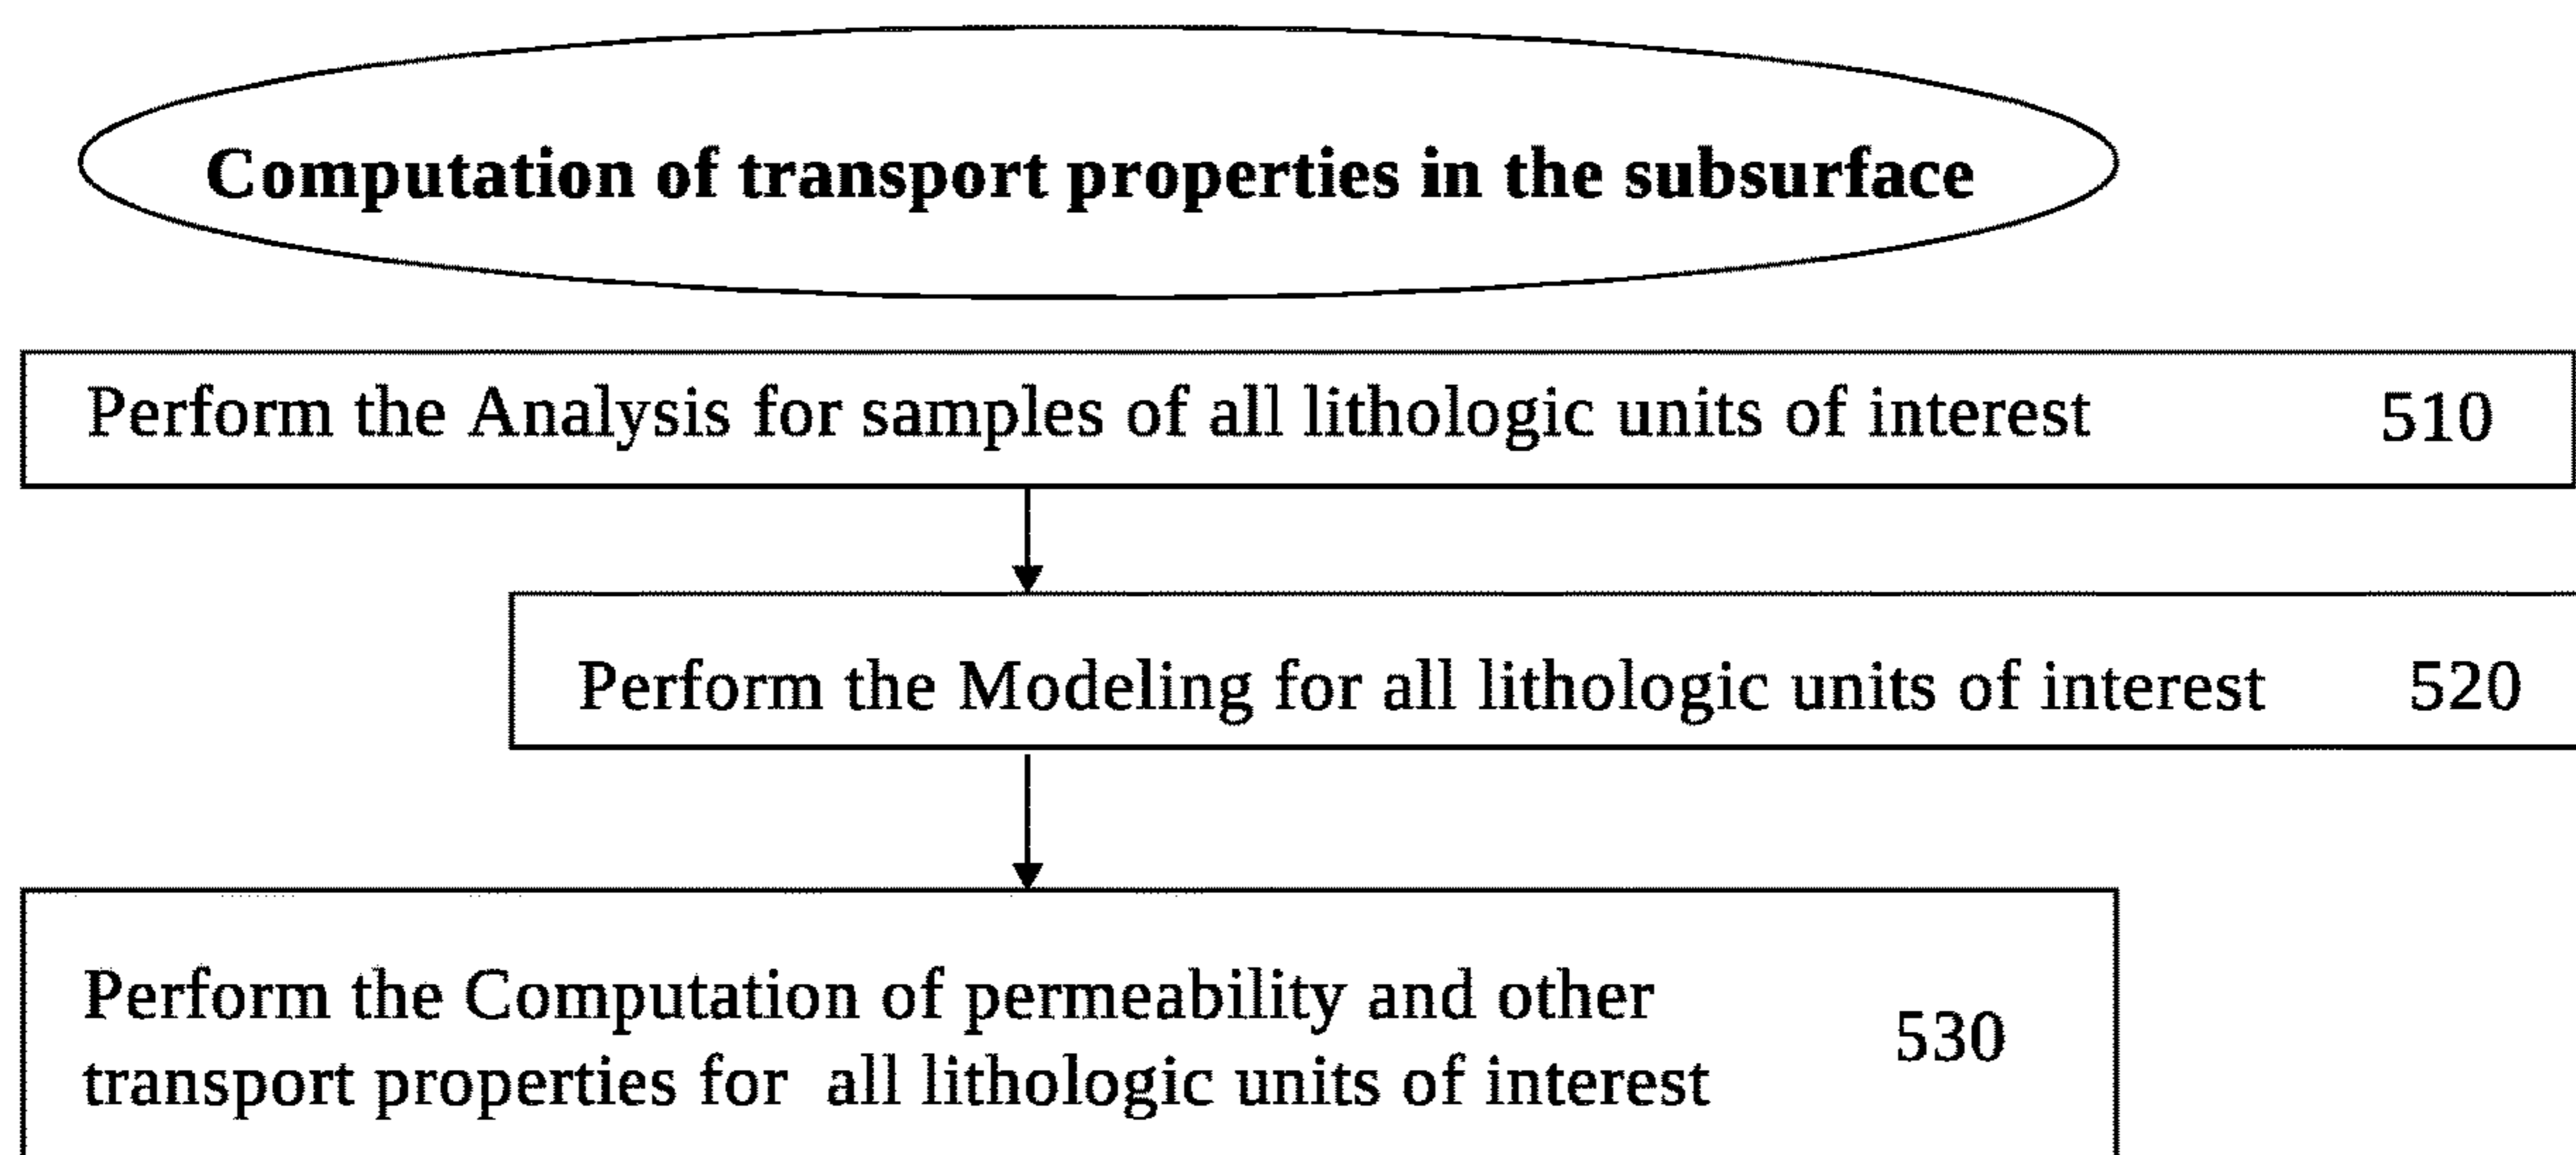 Computation of transport properties in the subsurface
Perform the Analysis for samples of all lithologic units of interest 510
Perform the Modeling for all lithologic units of interest 520
Perform the Computation of permeability and other
transport properties for all lithologic units of interest 530